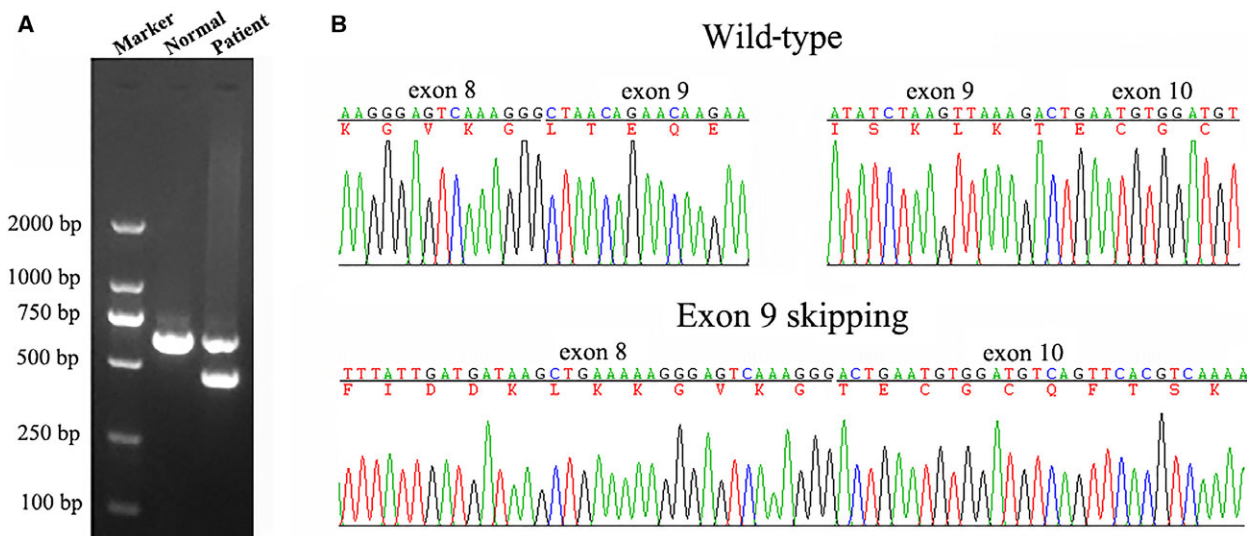 A
Marker Normal Patient
2000 bp
1000 bp
750 bp
500 bp
250 bp
100 bp
B
Wild-type
exon 8 exon 9
AAGGGAGTCAAAGGGCTAACAGAACAAGAA
K G V K G L T E Q E
exon 9 exon 10
ATATCTAAGTTAAAGACTGAATGTGGATGT
I S K L K T E C G C
Exon 9 skipping
exon 8 exon 10
TTTATTGATGATAAGCTGAAAAAGGGAGTCAAAGGGACTGAATGTGGATGTCAGTTCACGTCAAAA
F I D D K L K K G V K G T E C G C Q F T S K